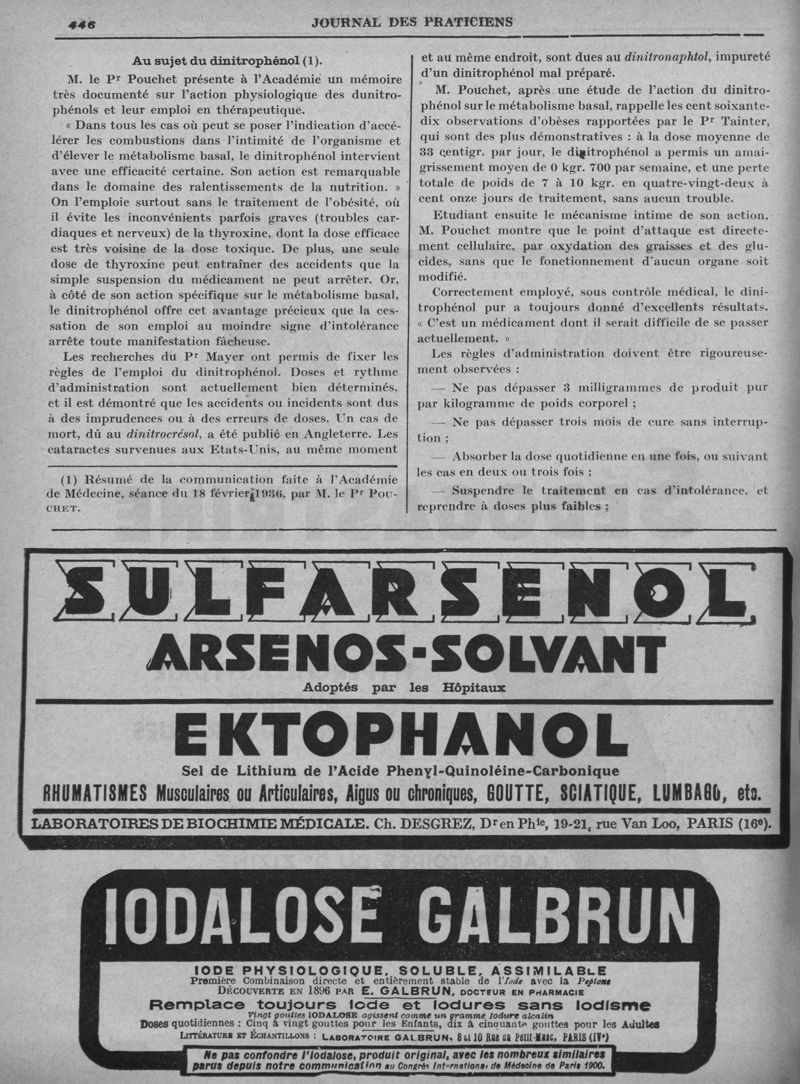 446
JOURNAL DES PRATICIENS
Au sujet du dinitrophénol (1).
M. le Pr Pouchet présente à l'Académie un mémoire
très documenté sur l'action physiologique des dunitro-
phénols et leur emploi en thérapeutique.
« Dans tous les cas où peut se poser l'indication d'accé-
lérer les combustions dans l'intimité de l'organisme et
d'élever le métabolisme basal, le dinitrophénol intervient
avec une efficacité certaine. Son action est remarquable
dans le domaine des ralentissements de la nutrition. »
On l'emploie surtout sans le traitement de l'obésité, où
il évite les inconvénients parfois graves (troubles car-
diaques et nerveux) de la thyroxine, dont la dose efficace
est très voisine de la dose toxique. De plus, une seule
dose de thyroxine peut entraîner des accidents que la
simple suspension du médicament ne peut arrêter. Or,
à côté de son action spécifique sur le métabolisme basal,
le dinitrophénol offre cet avantage précieux que la ces-
sation de son emploi au moindre signe d'intolérance
arrête toute manifestation fâcheuse.
Les recherches du Pr Mayer ont permis de fixer les
règles de l'emploi du dinitrophénol. Doses et rythme
d'administration sont actuellement bien déterminés,
et il est démontré que les accidents ou incidents sont dus
à des imprudences ou à des erreurs de doses. Un cas de
mort, dû au dinitrocrésol, a été publié en Angleterre. Les
cataractes survenues aux Etats-Unis, au même moment
(1) Résumé de la communication faite à l'Académie
de Médecine, séance du 18 février 1936, par M. le Pr POU-
CHET.
et au même endroit, sont dues au dinitronaphtol, impureté
d'un dinitrophénol mal préparé.
M. Pouchet, après une étude de l'action du dinitro-
phénol sur le métabolisme basal, rappelle les cent soixante-
dix observations d'obèses rapportées par le Pr Tainter,
qui sont des plus démonstratives : à la dose moyenne de
33 centigr. par jour, le dinitrophénol a permis un amai-
grissement moyen de 0 kgr. 700 par semaine, et une perte
totale de poids de 7 à 10 kgr. en quatre-vingt-deux à
cent onze jours de traitement, sans aucun trouble.
Etudiant ensuite le mécanisme intime de son action,
M. Pouchet montre que le point d'attaque est directe-
ment cellulaire, par oxydation des graisses et des glu-
cides, sans que le fonctionnement d'aucun organe soit
modifié.
Correctement employé, sous contrôle médical, le dini-
trophénol pur a toujours donné d'excellents résultats.
« C'est un médicament dont il serait difficile de se passer
actuellement. »
Les règles d'administration doivent être rigoureuse-
ment observées :
— Ne pas dépasser 3 milligrammes de produit pur
par kilogramme de poids corporel ;
— Ne pas dépasser trois mois de cure sans interrup-
tion ;
— Absorber la dose quotidienne en une fois, ou suivant
les cas en deux ou trois fois ;
— Suspendre le traitement en cas d'intolérance, et
reprendre à doses plus faibles ;
SULFARSENOL
ARSENOS-SOLVANT
Adoptés par les Hôpitaux
EKTOPHANOL
Sel de Lithium de l'Acide Phenyl-Quinoléine-Carbonique
RHUMATISMES Musculaires ou Articulaires, Aigus ou chroniques, GOUTTE, SCIATIQUE, LUMBAGO, etc.
LABORATOIRES DE BIOCHIMIE MÉDICALE. Ch. DESGREZ, Dr en Phie, 19-21, rue Van Loo, PARIS (16e).
IODALOSE GALBRUN
IODE PHYSIOLOGIQUE, SOLUBLE, ASSIMILABLE
Première Combinaison directe et entièrement stable de l'Iode avec la Peptone
DÉCOUVERTE EN 1896 PAR E. GALBRUN, DOCTEUR EN PHARMACIE
Remplace toujours Iode et Iodures sans Iodisme
Vingt gouttes IODALOSE agissent comme un gramme Iodure alcalin
Doses quotidiennes : Cinq à vingt gouttes pour les Enfants, dix à cinquante gouttes pour les Adultes
LITTÉRATURE ET ÉCHANTILLONS : LABORATOIRE GALBRUN, 8 et 10 Rue du Petit-Musc, PARIS (IVe)
Ne pas confondre l'Iodalose, produit original, avec les nombreux similaires
parus depuis notre communication au Congrès International de Médecine de Paris 1900.